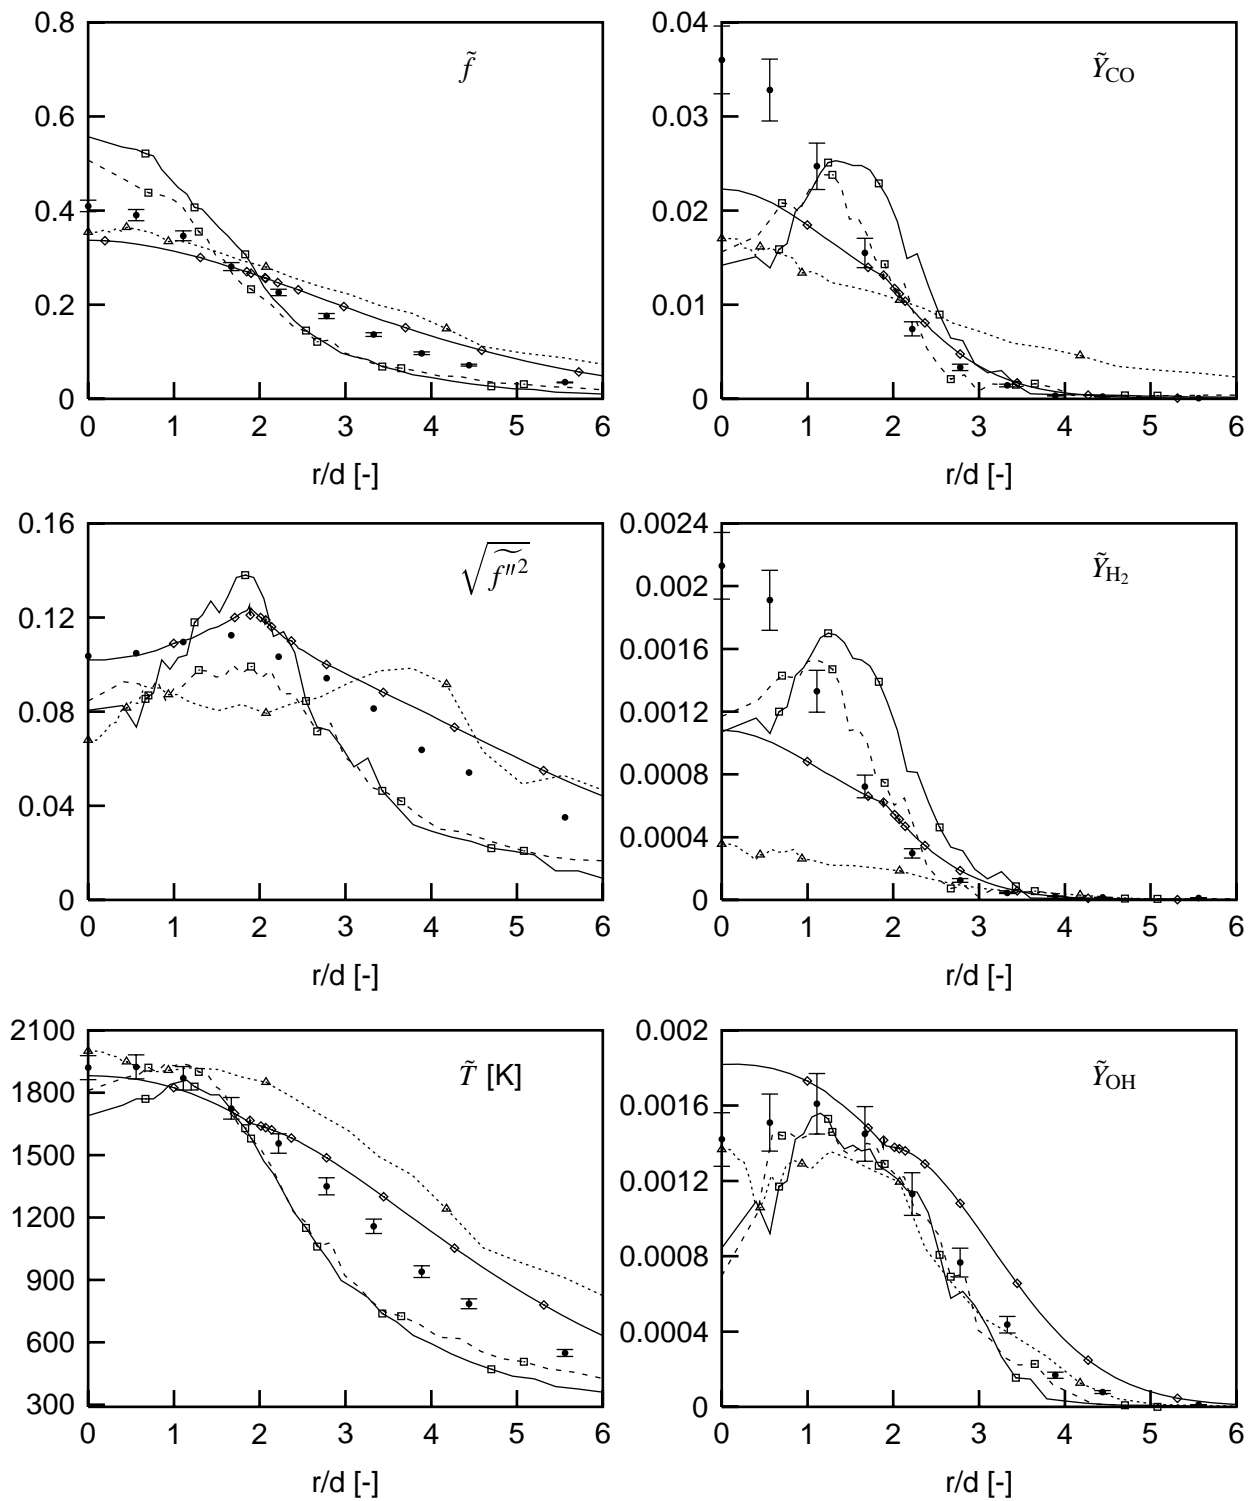 0.8
0.6
0.4
0.2
0
f̃
0 1 2 3 4 5 6
r/d [-]
0.04
0.03
0.02
0.01
0
Ỹ_CO
0 1 2 3 4 5 6
r/d [-]
0.16
0.12
0.08
0.04
0
√f″²
0 1 2 3 4 5 6
r/d [-]
0.0024
0.002
0.0016
0.0012
0.0008
0.0004
0
Ỹ_H₂
0 1 2 3 4 5 6
r/d [-]
2100
1800
1500
1200
900
600
300
T̃ [K]
0 1 2 3 4 5 6
r/d [-]
0.002
0.0016
0.0012
0.0008
0.0004
0
Ỹ_OH
0 1 2 3 4 5 6
r/d [-]